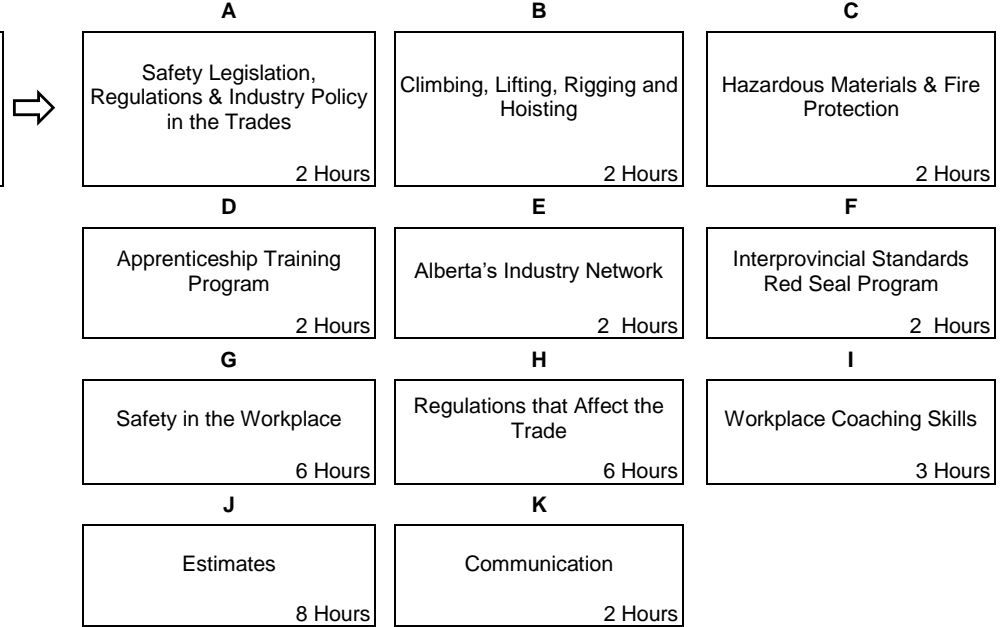 A
B
C
Safety Legislation,
Regulations & Industry Policy
in the Trades
2 Hours
Climbing, Lifting, Rigging and
Hoisting
2 Hours
Hazardous Materials & Fire
Protection
2 Hours
D
E
F
Apprenticeship Training
Program
2 Hours
Alberta's Industry Network
2 Hours
Interprovincial Standards
Red Seal Program
2 Hours
G
H
I
Safety in the Workplace
6 Hours
Regulations that Affect the
Trade
6 Hours
Workplace Coaching Skills
3 Hours
J
K
Estimates
8 Hours
Communication
2 Hours